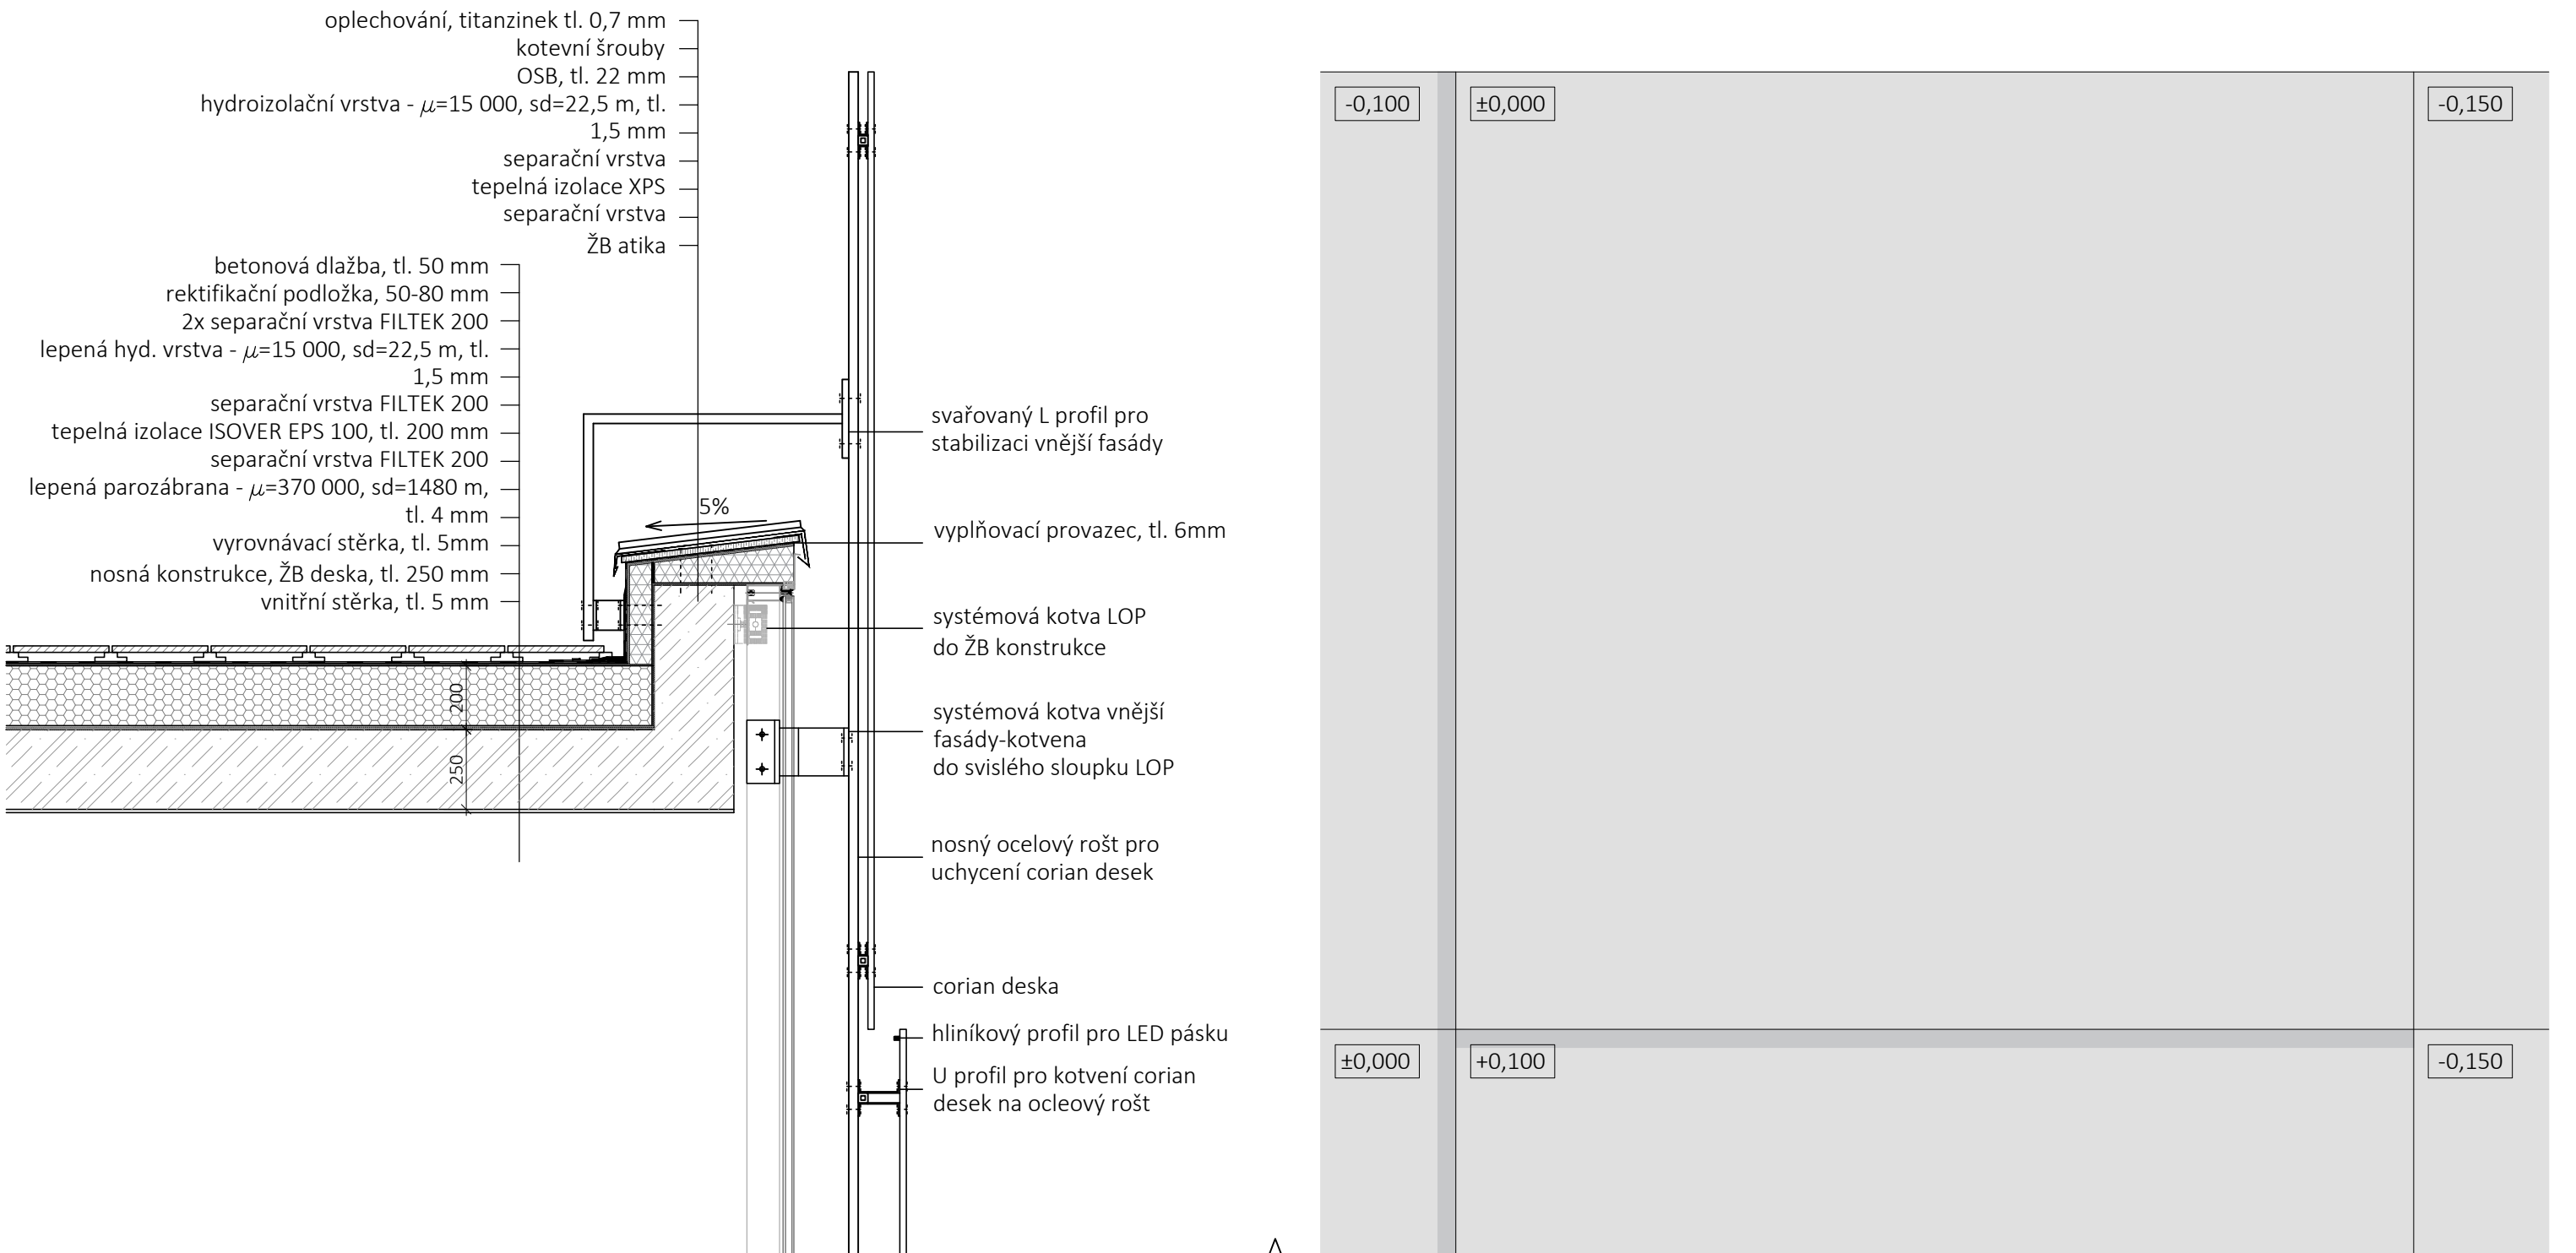 oplechování, titanzinek tl. 0,7 mm
kotevní šrouby
OSB, tl. 22 mm
hydroizolační vrstva - μ=15 000, sd=22,5 m, tl.
1,5 mm
separační vrstva
tepelná izolace XPS
separační vrstva
ŽB atika
betonová dlažba, tl. 50 mm
rektifikační podložka, 50-80 mm
2x separační vrstva FILTEK 200
lepená hyd. vrstva - μ=15 000, sd=22,5 m, tl.
1,5 mm
separační vrstva FILTEK 200
tepelná izolace ISOVER EPS 100, tl. 200 mm
separační vrstva FILTEK 200
lepená parozábrana - μ=370 000, sd=1480 m,
tl. 4 mm
vyrovnávací stěrka, tl. 5mm
nosná konstrukce, ŽB deska, tl. 250 mm
vnitřní stěrka, tl. 5 mm
5%
200
250
svařovaný L profil pro
stabilizaci vnější fasády
vyplňovací provazec, tl. 6mm
systémová kotva LOP
do ŽB konstrukce
systémová kotva vnější
fasády-kotvena
do svislého sloupku LOP
nosný ocelový rošt pro
uchycení corian desek
corian deska
hliníkový profil pro LED pásku
U profil pro kotvení corian
desek na ocleový rošt
-0,100
±0,000
-0,150
±0,000
+0,100
-0,150